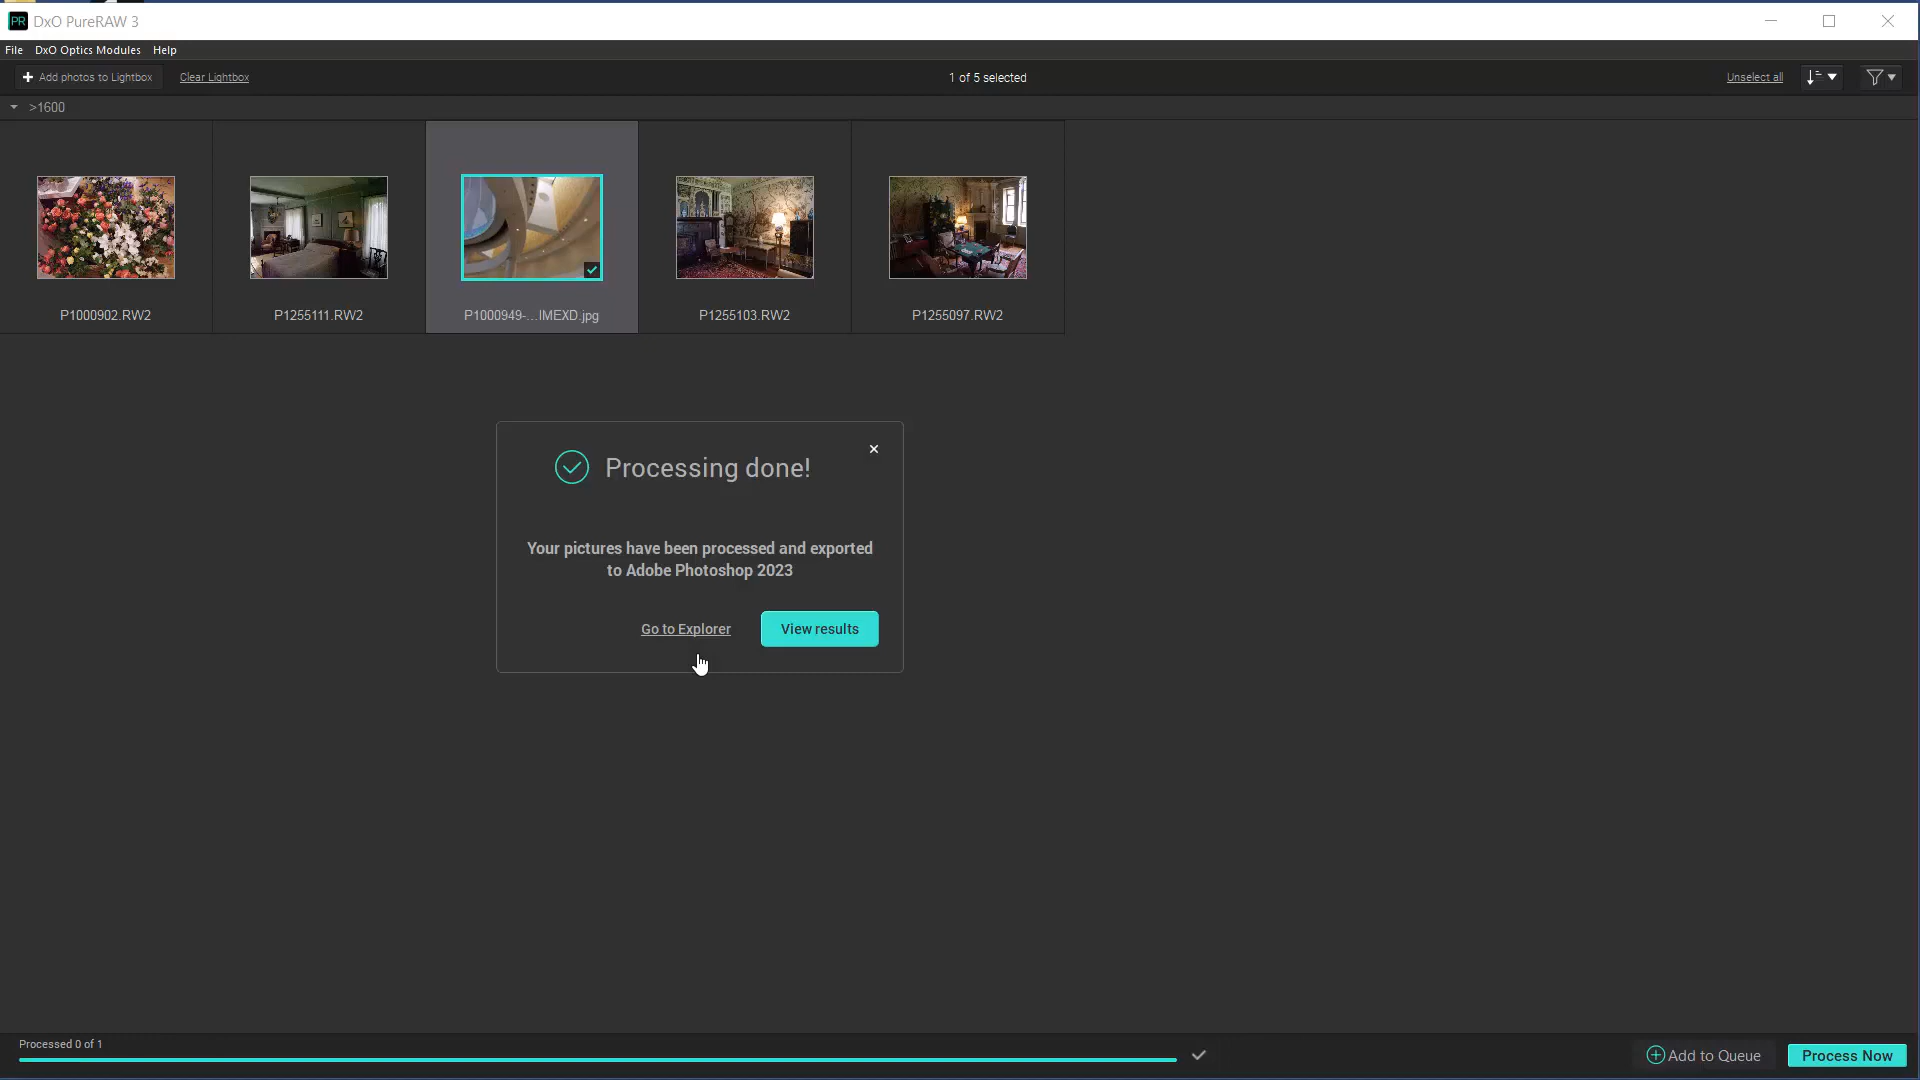 PR DxO PureRAW 3
File DxO Optics Modules Help
Add photos to Lightbox Clear Lightbox 1 of 5 selected Unselect all
>1600
P1000902.RW2 P1255111.RW2 P1000949-...IMEXD.jpg P1255103.RW2 P1255097.RW2
Processing done!
Your pictures have been processed and exported
to Adobe Photoshop 2023
Go to Explorer View results
Processed 0 of 1
Add to Queue Process Now